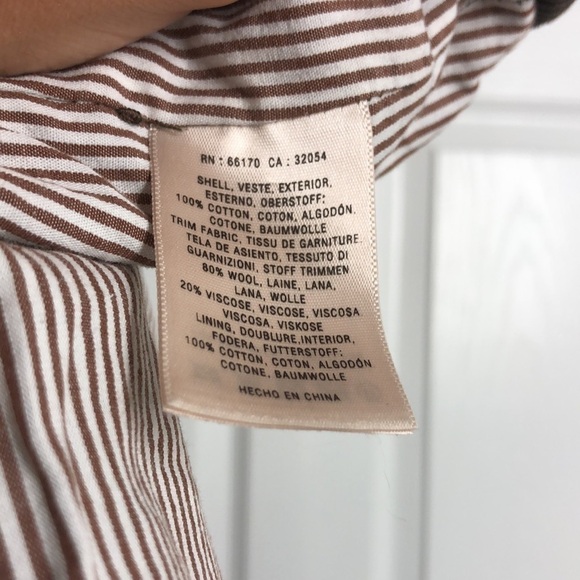 RN : 66170 CA : 32054
SHELL, VESTE, EXTERIOR,
ESTERNO, OBERSTOFF:
100% COTTON, COTON, ALGODÓN.
COTONE, BAUMWOLLE
TRIM FABRIC, TISSU DE GARNITURE
TELA DE ASIENTO, TESSUTO DI
GUARNIZIONI, STOFF TRIMMEN
80% WOOL, LAINE, LANA,
LANA, WOLLE
20% VISCOSE, VISCOSE, VISCOSA
VISCOSA, VISKOSE
LINING, DOUBLURE,INTERIOR,
FODERA, FUTTERSTOFF:
100% COTTON, COTON, ALGODÓN
COTONE, BAUMWOLLE
HECHO EN CHINA